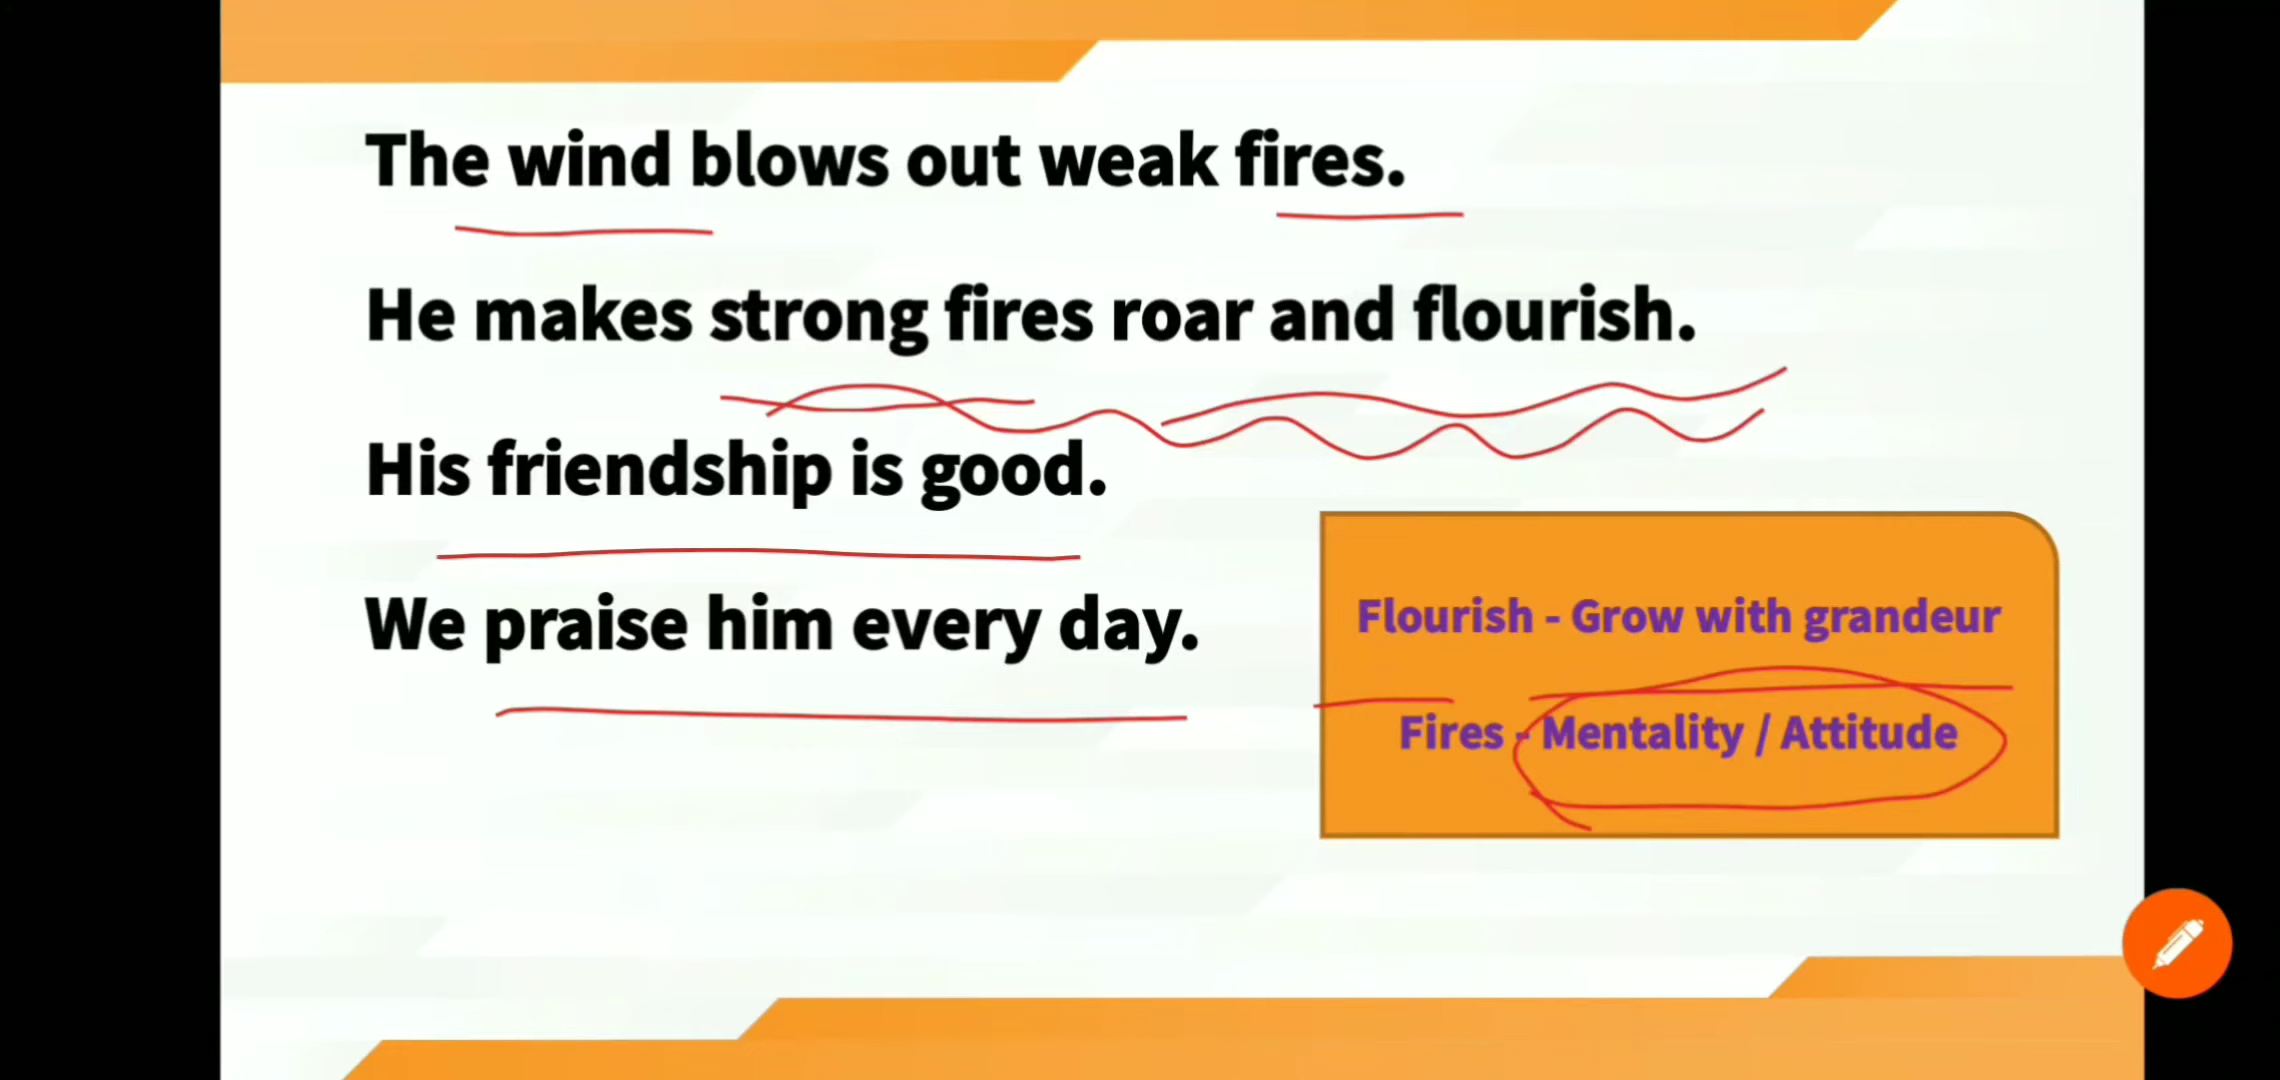 The wind blows out weak fires.
He makes strong fires roar and flourish.
His friendship is good.
We praise him every day.
Flourish - Grow with grandeur
Fires - Mentality / Attitude